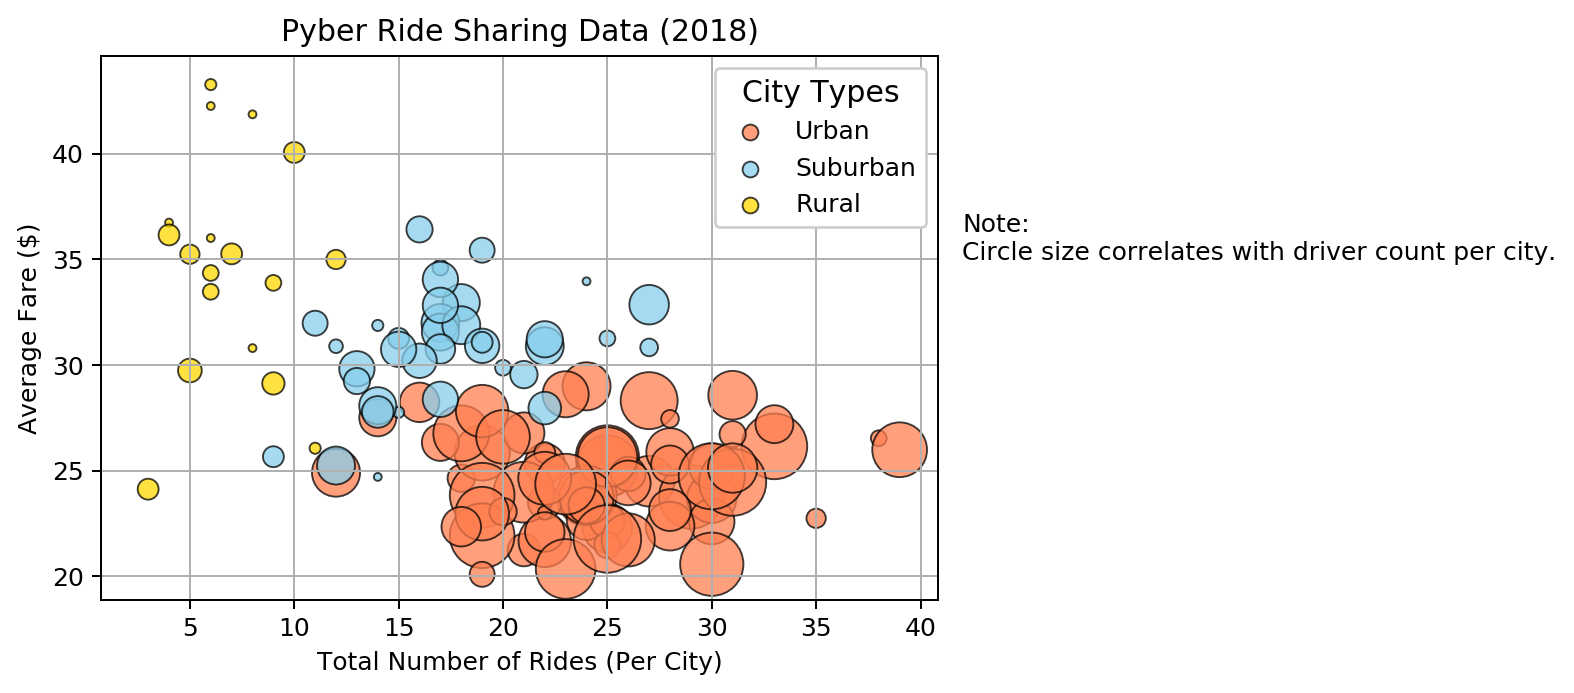 Pyber Ride Sharing Data (2018)
City Types
Urban
Suburban
Rural
40
35
30
25
20
Average Fare ($)
5 10 15 20 25 30 35 40
Total Number of Rides (Per City)
Note:
Circle size correlates with driver count per city.